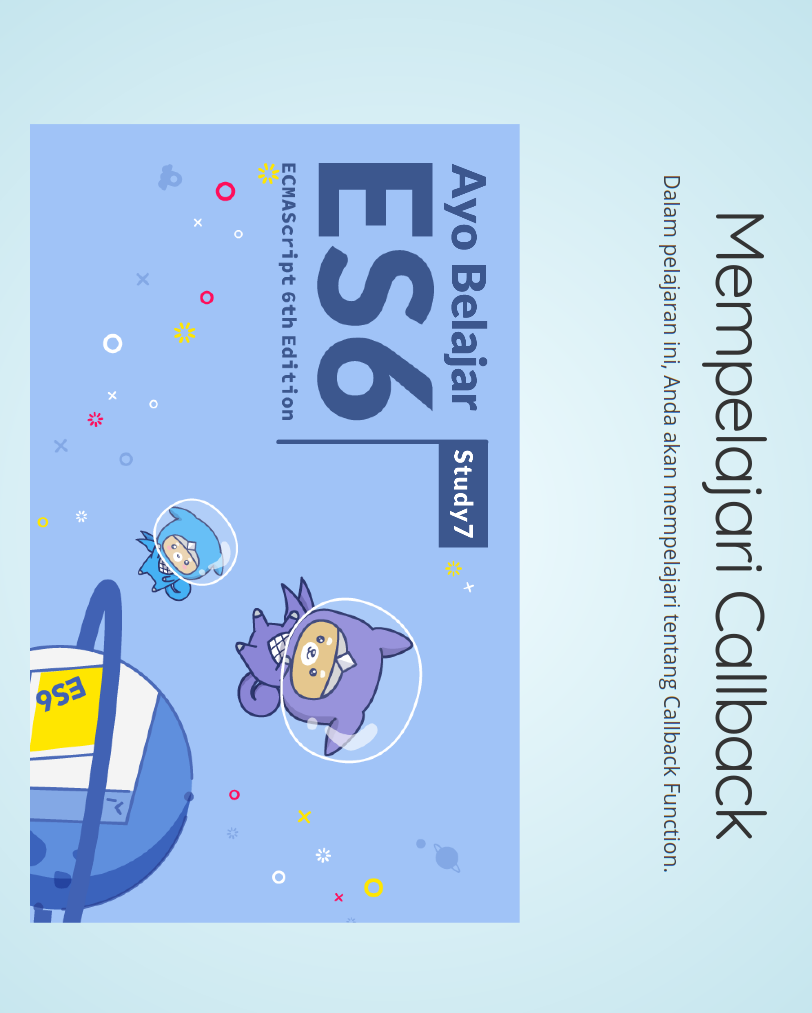 Mempelajari Callback
Dalam pelajaran ini, Anda akan mempelajari tentang Callback Function.
Ayo Belajar
Study7
ES6
ECMAScript 6th Edition
ES6